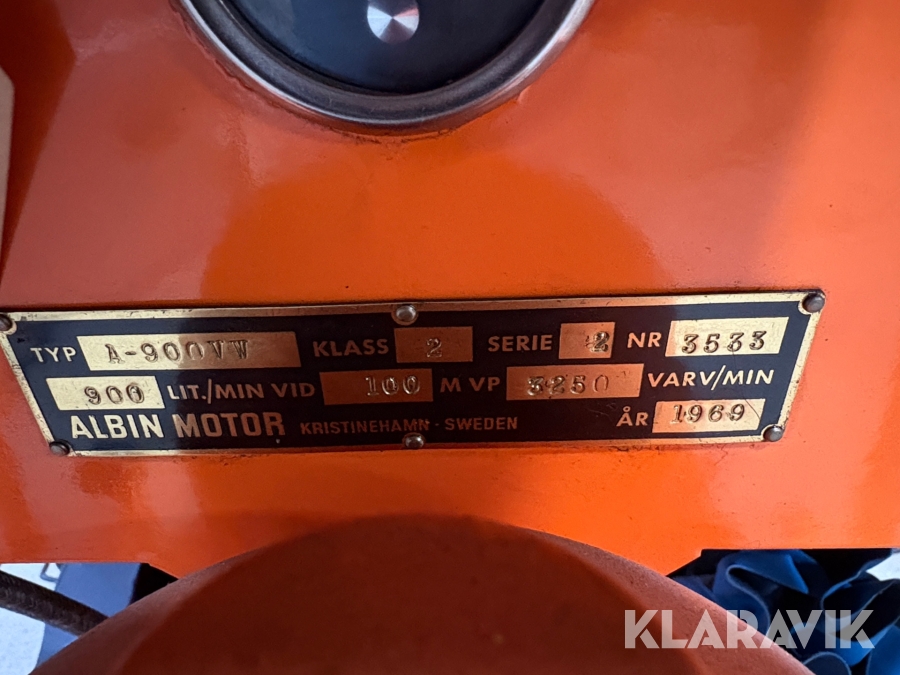 TYP A-900VW KLASS 2 SERIE 2 NR 3533
900 LIT./MIN VID 100 M VP 3250 VARV/MIN
ALBIN MOTOR KRISTINEHAMN · SWEDEN ÅR 1969
KLARAVIK